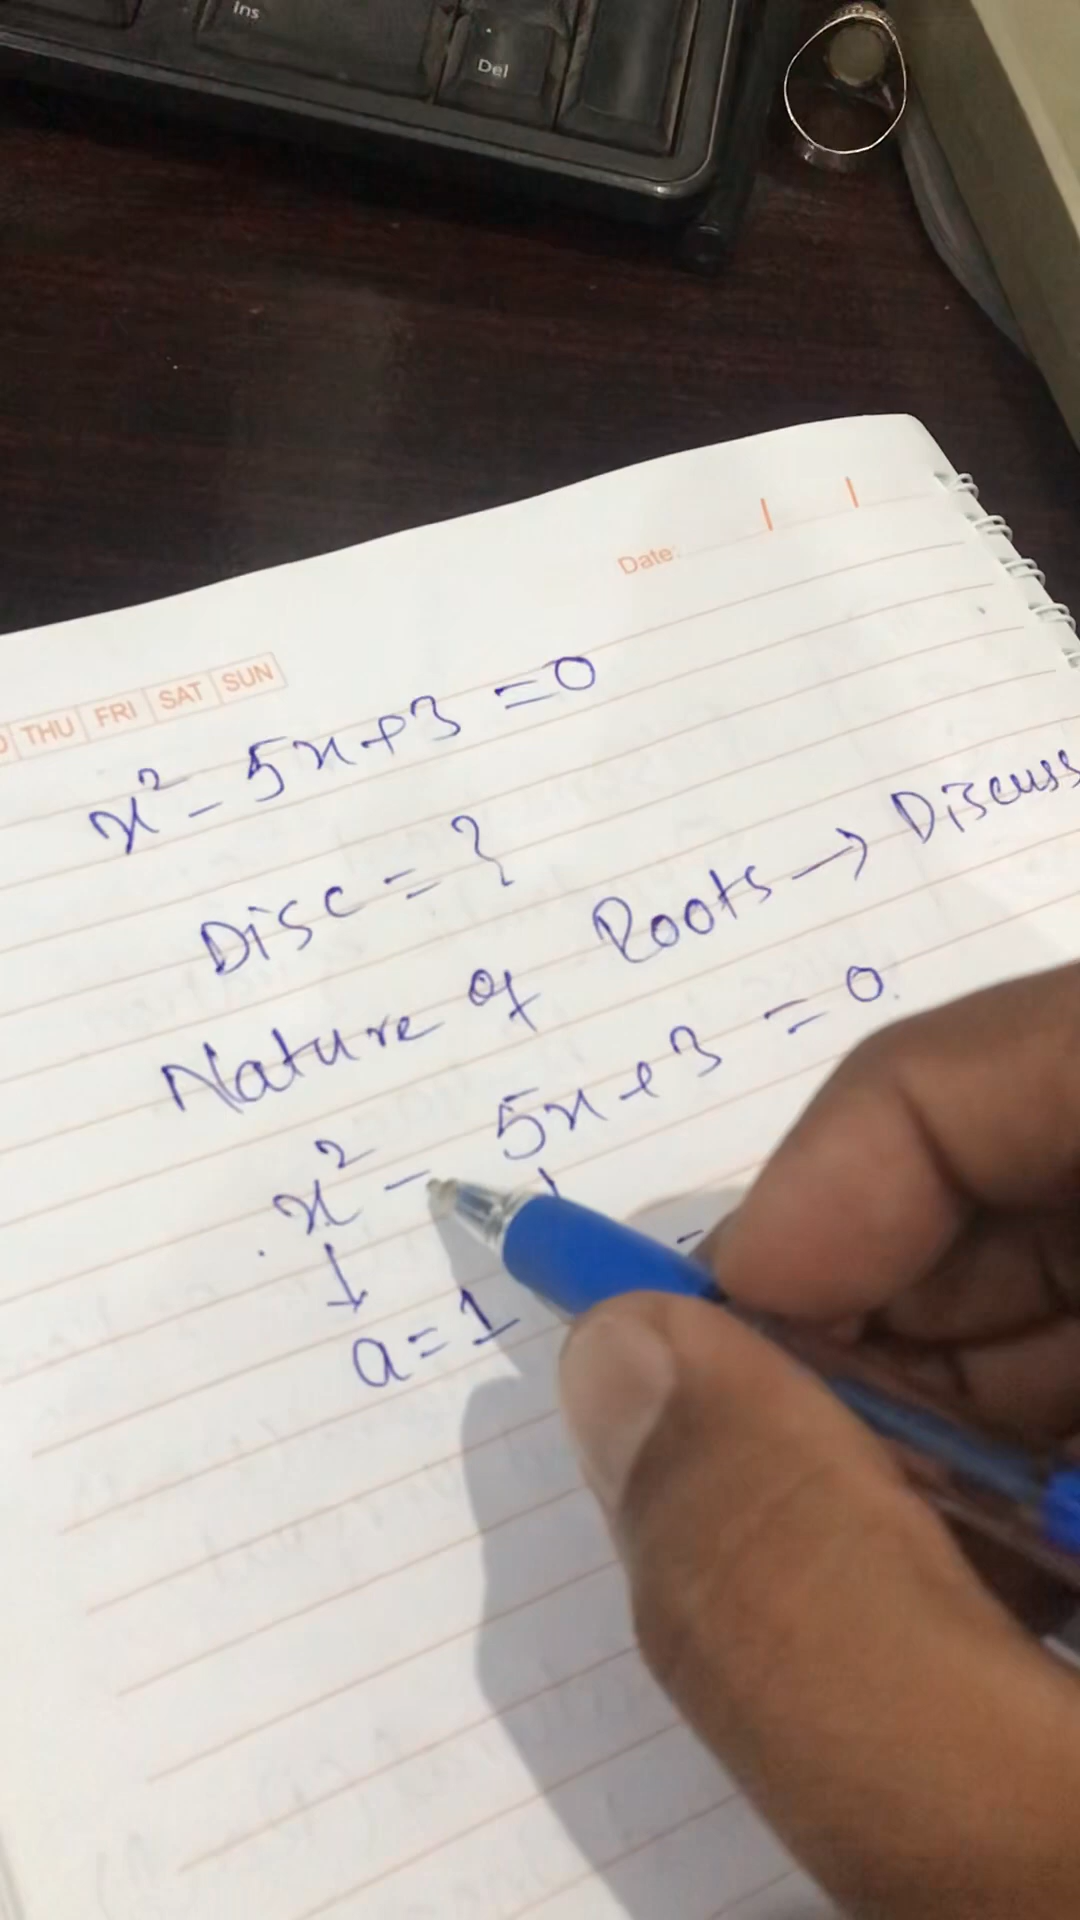 Ins
Del
Date:
THU FRI SAT SUN
x² - 5x+3 =0
Disc = ?
Nature of Roots → Discuss
x² - 5x+3 = 0
↓
a=1